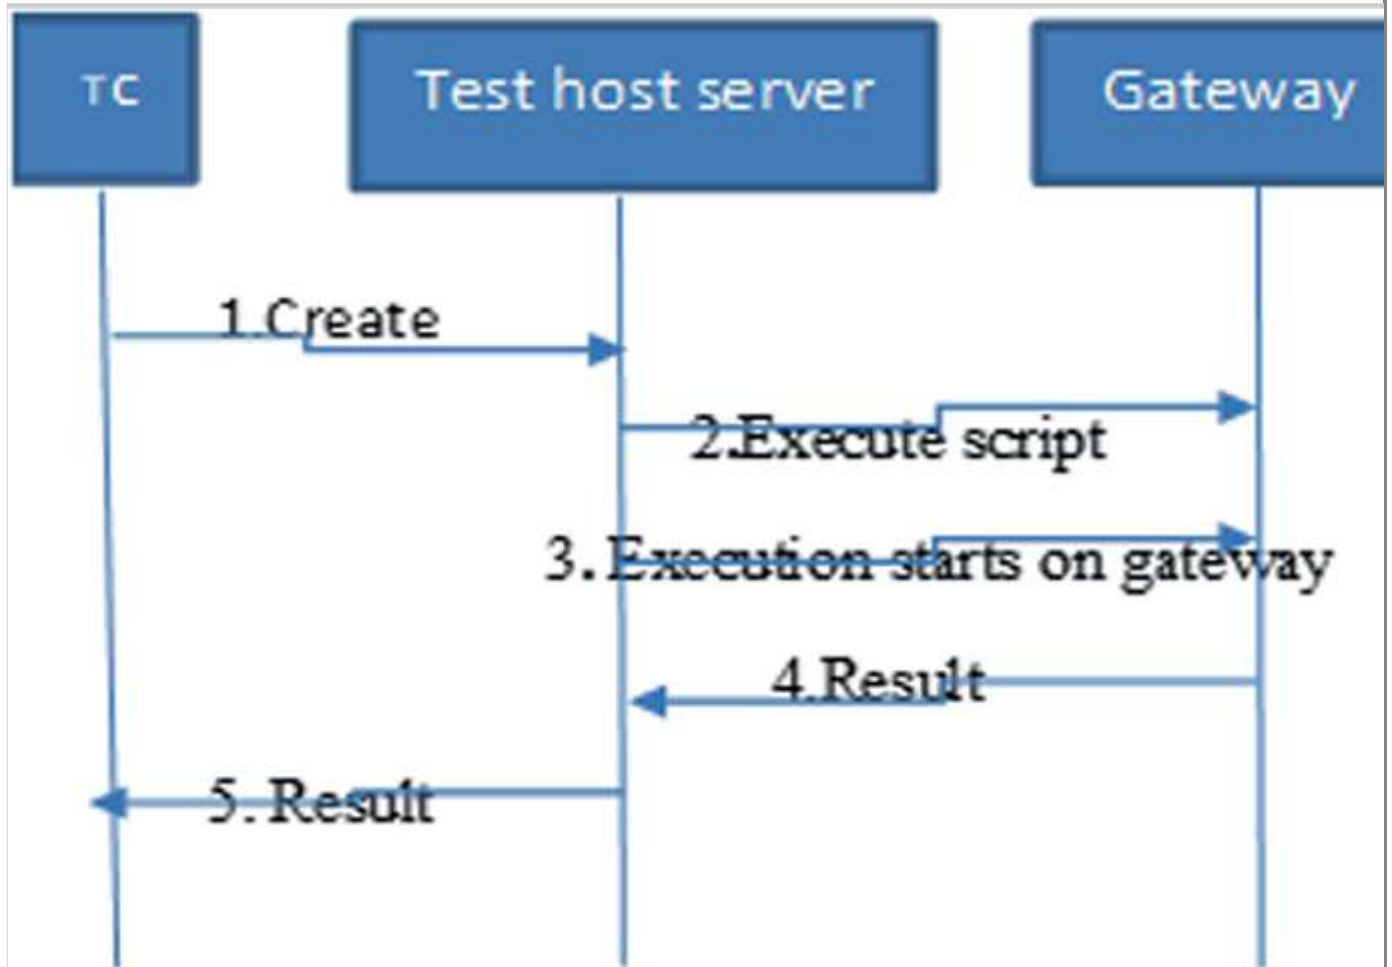 TC
Test host server
Gateway
1.Create
2.Execute script
3. Execution starts on gateway
4.Result
5. Result